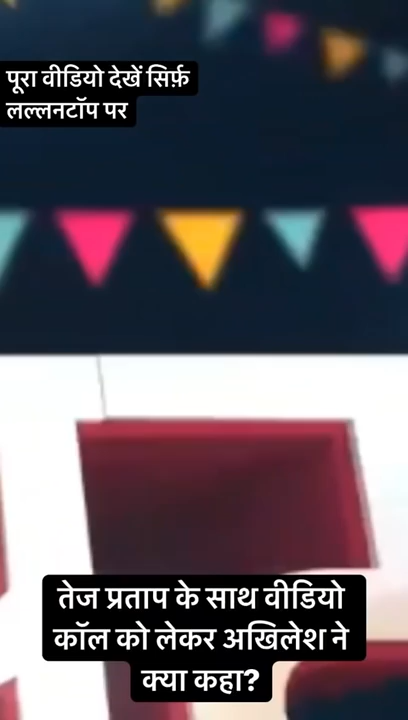 पूरा वीडियो देखें सिर्फ़
लल्लनटॉप पर
तेज प्रताप के साथ वीडियो
कॉल को लेकर अखिलेश ने
क्या कहा?